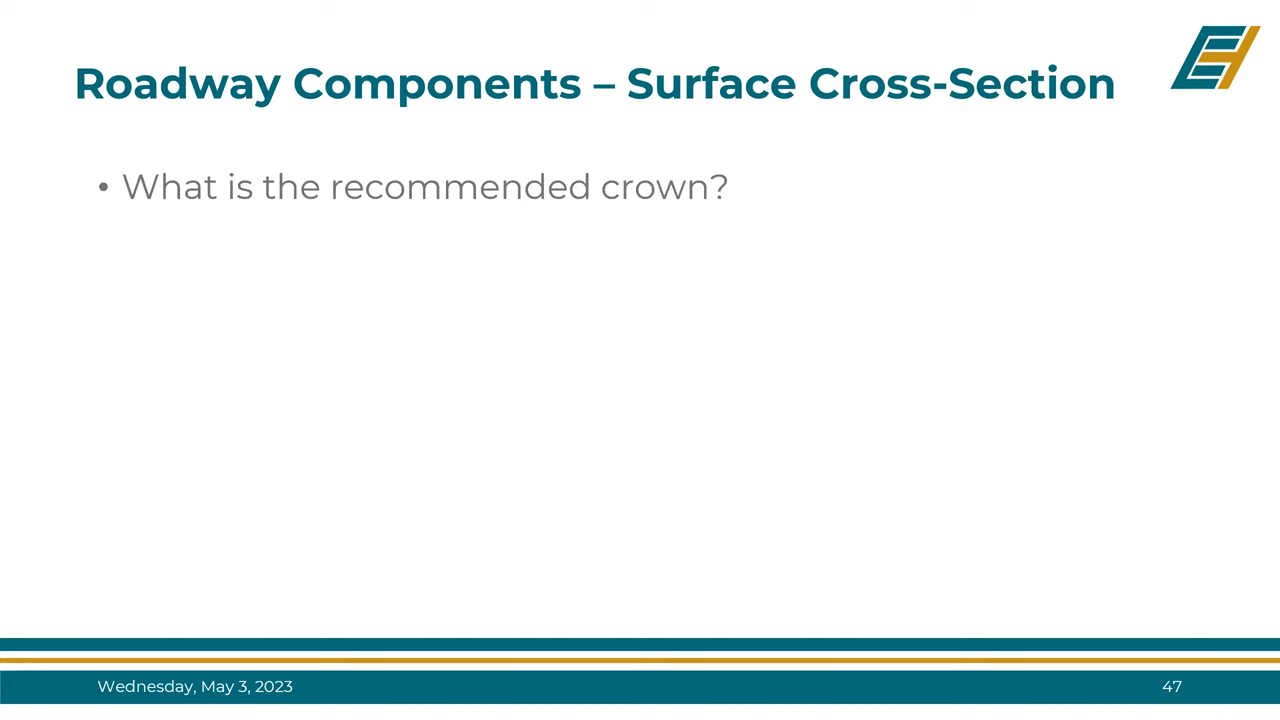 Roadway Components – Surface Cross-Section
• What is the recommended crown?
Wednesday, May 3, 2023
47